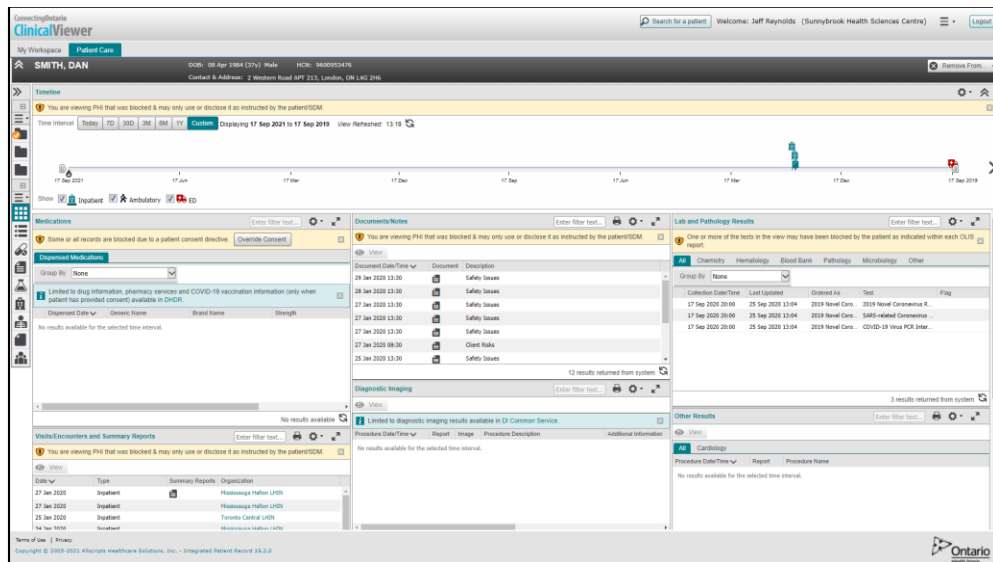 ConnectingOntario
ClinicalViewer
Search for a patient
Welcome: Jeff Reynolds (Sunnybrook Health Sciences Centre)
Logout
My Workspace
Patient Care
SMITH, DAN
DOB: 08 Apr 1984 (37y) Male
HCN: 9600953476
Contact & Address: 2 Western Road APT 213, London, ON L4G 2H6
Remove From...
Timeline
You are viewing PHI that was blocked & may only use or disclose it as instructed by the patient/SDM.
Time Interval Today 7D 30D 3M 6M 1Y Custom Displaying 17 Sep 2021 to 17 Sep 2019 View Refreshed: 13:19
17 Sep 2021 17 Jun 17 Mar 17 Dec 17 Sep 17 Jun 17 Mar 17 Dec 17 Sep 2019
Show Inpatient Ambulatory ED
Medications
Enter filter text...
Some or all records are blocked due to a patient consent directive. Override Consent
Dispensed Medications
Group By None
Limited to drug information, pharmacy services and COVID-19 vaccination information (only when
patient has provided consent) available in DHDR.
Dispensed Date Generic Name Brand Name Strength
No results available for the selected time interval.
No results available
Visits/Encounters and Summary Reports
Enter filter text...
You are viewing PHI that was blocked & may only use or disclose it as instructed by the patient/SDM.
View
Date Type Summary Reports Organization
27 Jan 2020 Inpatient Mississauga Halton LHIN
27 Jan 2020 Inpatient Mississauga Halton LHIN
25 Jan 2020 Inpatient Toronto Central LHIN
24 Jan 2020 Inpatient Mississauga Halton LHIN
Documents/Notes
Enter filter text...
You are viewing PHI that was blocked & may only use or disclose it as instructed by the patient/SDM.
View
Document Date/Time Document Description
29 Jan 2020 13:30 Safety Issues
28 Jan 2020 13:30 Safety Issues
27 Jan 2020 13:30 Safety Issues
27 Jan 2020 13:30 Safety Issues
27 Jan 2020 13:30 Safety Issues
27 Jan 2020 08:30 Client Risks
25 Jan 2020 13:30 Safety Issues
12 results returned from system
Diagnostic Imaging
Enter filter text...
View
Limited to diagnostic imaging results available in DI Common Service.
Procedure Date/Time Report Image Procedure Description Additional Information
No results available for the selected time interval.
Lab and Pathology Results
Enter filter text...
One or more of the tests in the view may have been blocked by the patient as indicated within each OLIS
report.
All Chemistry Hematology Blood Bank Pathology Microbiology Other
Group By None
Collection Date/Time Last Updated Ordered As Test Flag
17 Sep 2020 20:00 25 Sep 2020 13:04 2019 Novel Coro... 2019 Novel Coronavirus R...
17 Sep 2020 20:00 25 Sep 2020 13:04 2019 Novel Coro... SARS-related Coronavirus ...
17 Sep 2020 20:00 25 Sep 2020 13:04 2019 Novel Coro... COVID-19 Virus PCR Inter...
3 results returned from system
Other Results
Enter filter text...
View
All Cardiology
Procedure Date/Time Report Procedure Name
No results available for the selected time interval.
Terms of Use | Privacy
Copyright © 2005-2021 Allscripts Healthcare Solutions, Inc. - Integrated Patient Record 19.2.0
Ontario